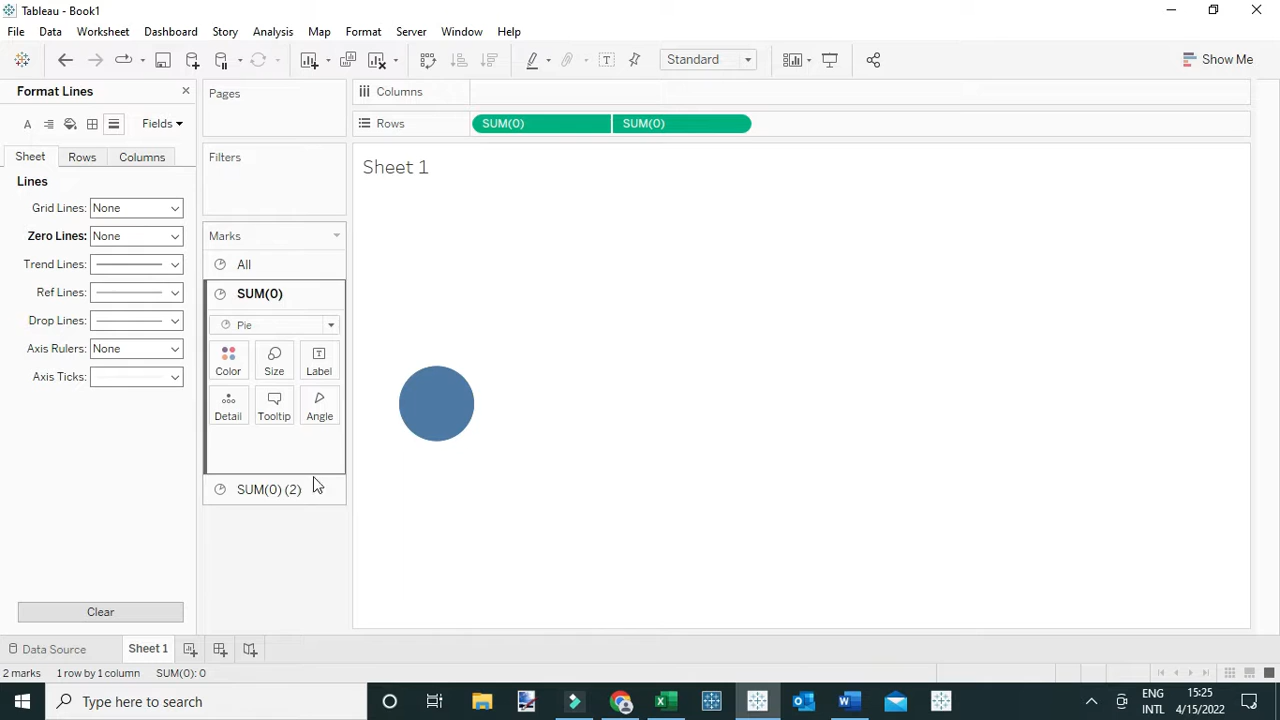 Tableau - Book1
File Data Worksheet Dashboard Story Analysis Map Format Server Window Help
Standard
Show Me
Format Lines
Fields
Sheet Rows Columns
Lines
Grid Lines: None
Zero Lines: None
Trend Lines:
Ref Lines:
Drop Lines:
Axis Rulers: None
Axis Ticks:
Clear
Pages
Filters
Marks
All
SUM(0)
Pie
Color Size Label
Detail Tooltip Angle
SUM(0) (2)
Columns
Rows SUM(0) SUM(0)
Sheet 1
Data Source Sheet 1
2 marks 1 row by 1 column SUM(0): 0
Type here to search
ENG
INTL
15:25
4/15/2022